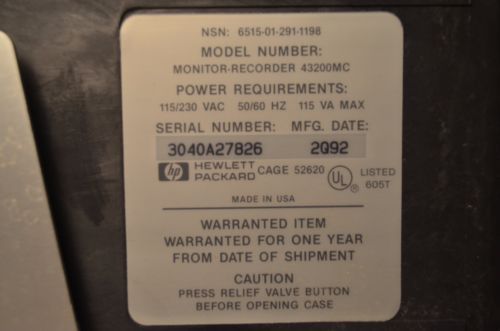 NSN: 6515-01-291-1198
MODEL NUMBER:
MONITOR-RECORDER 43200MC
POWER REQUIREMENTS:
115/230 VAC 50/60 HZ 115 VA MAX
SERIAL NUMBER: MFG. DATE:
3040A27826 2Q92
hp HEWLETT PACKARD CAGE 52620 UL LISTED 605T
MADE IN USA
WARRANTED ITEM
WARRANTED FOR ONE YEAR
FROM DATE OF SHIPMENT
CAUTION
PRESS RELIEF VALVE BUTTON
BEFORE OPENING CASE